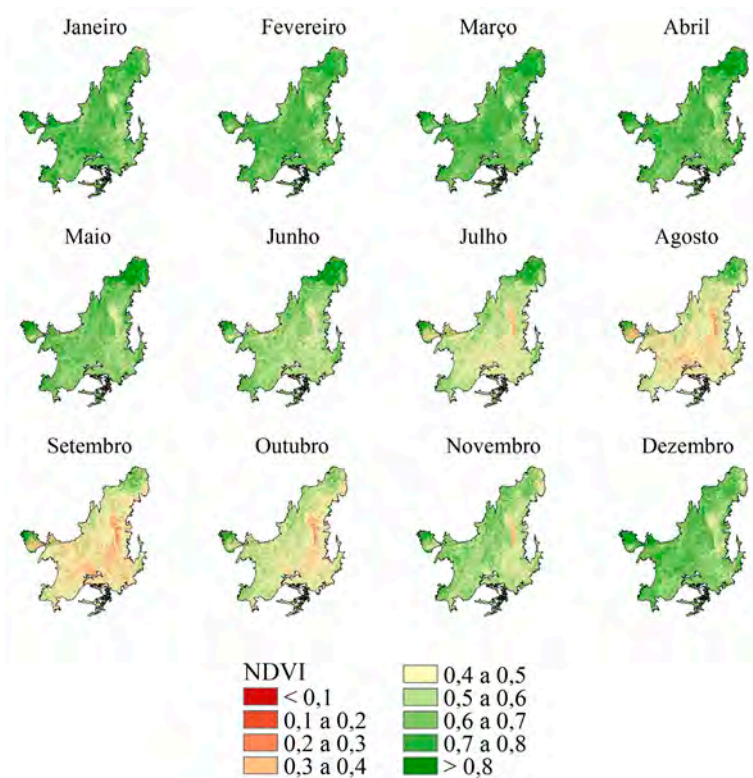 Janeiro Fevereiro Março Abril
Maio Junho Julho Agosto
Setembro Outubro Novembro Dezembro
NDVI
< 0,1
0,1 a 0,2
0,2 a 0,3
0,3 a 0,4
0,4 a 0,5
0,5 a 0,6
0,6 a 0,7
0,7 a 0,8
> 0,8